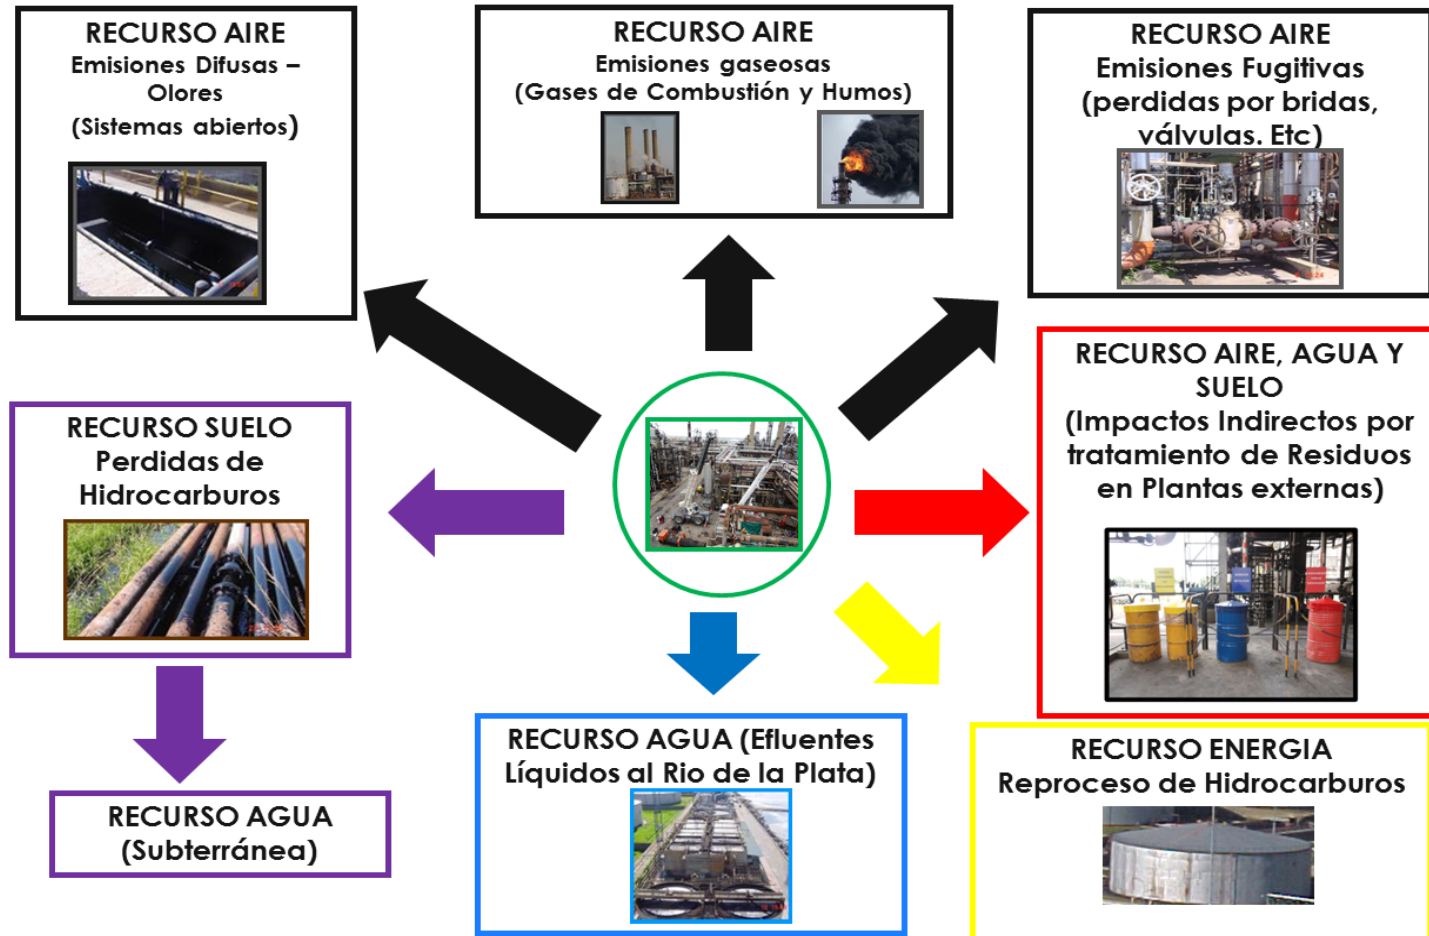 RECURSO AIRE
Emisiones Difusas –
Olores
(Sistemas abiertos)
RECURSO AIRE
Emisiones gaseosas
(Gases de Combustión y Humos)
RECURSO AIRE
Emisiones Fugitivas
(perdidas por bridas,
válvulas. Etc)
RECURSO SUELO
Perdidas de
Hidrocarburos
RECURSO AIRE, AGUA Y
SUELO
(Impactos Indirectos por
tratamiento de Residuos
en Plantas externas)
RECURSO AGUA
(Subterránea)
RECURSO AGUA (Efluentes
Líquidos al Rio de la Plata)
RECURSO ENERGIA
Reproceso de Hidrocarburos